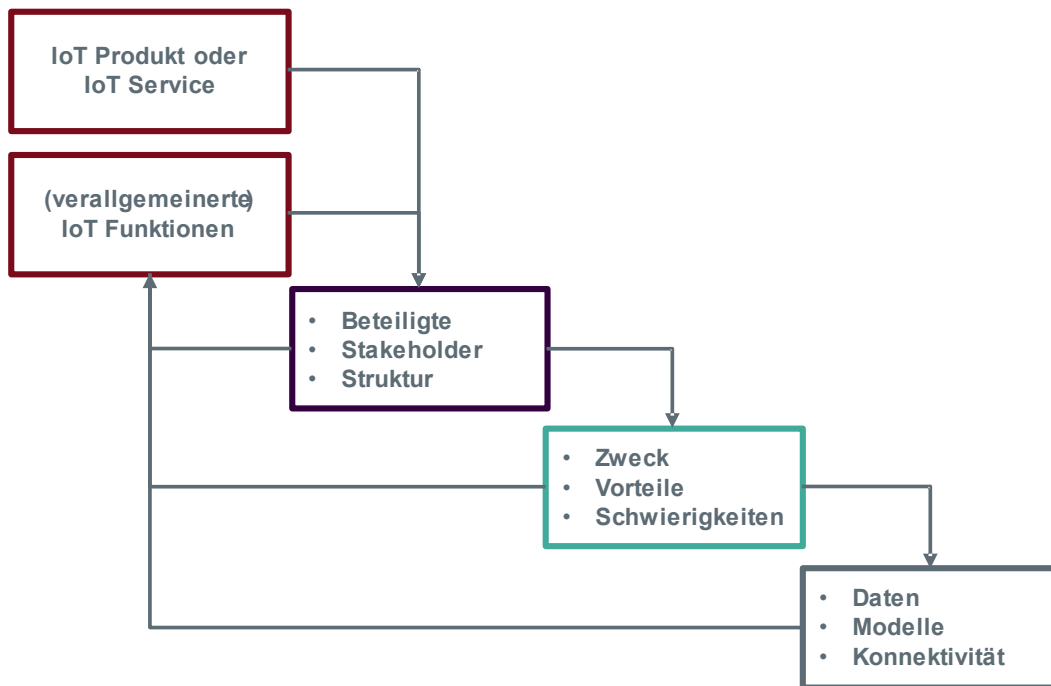 IoT Produkt oder
IoT Service
(verallgemeinerte)
IoT Funktionen
• Beteiligte
• Stakeholder
• Struktur
• Zweck
• Vorteile
• Schwierigkeiten
• Daten
• Modelle
• Konnektivität